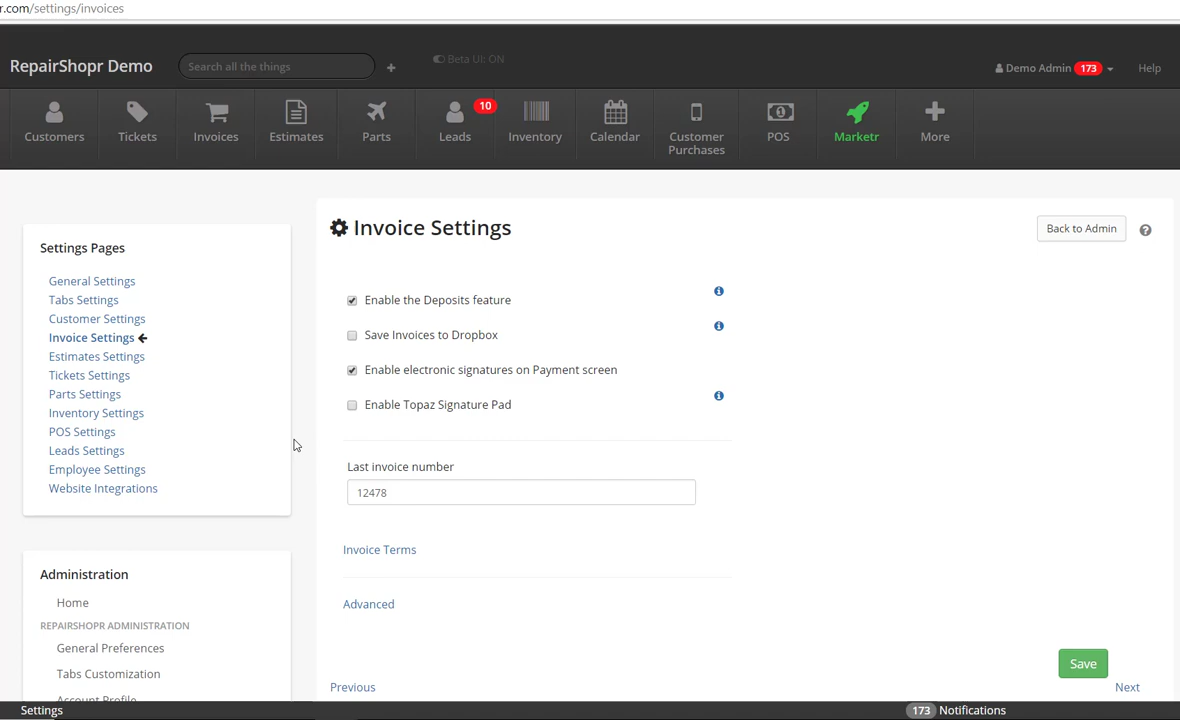 r.com/settings/invoices
RepairShopr Demo
Search all the things
Beta UI: ON
Demo Admin 173
Help
Customers
Tickets
Invoices
Estimates
Parts
Leads
10
Inventory
Calendar
Customer
Purchases
POS
Marketr
More
Settings Pages
General Settings
Tabs Settings
Customer Settings
Invoice Settings
Estimates Settings
Tickets Settings
Parts Settings
Inventory Settings
POS Settings
Leads Settings
Employee Settings
Website Integrations
Administration
Home
REPAIRSHOPR ADMINISTRATION
General Preferences
Tabs Customization
Account Profile
Invoice Settings
Back to Admin
Enable the Deposits feature
Save Invoices to Dropbox
Enable electronic signatures on Payment screen
Enable Topaz Signature Pad
Last invoice number
12478
Invoice Terms
Advanced
Save
Previous
Next
Settings
173 Notifications